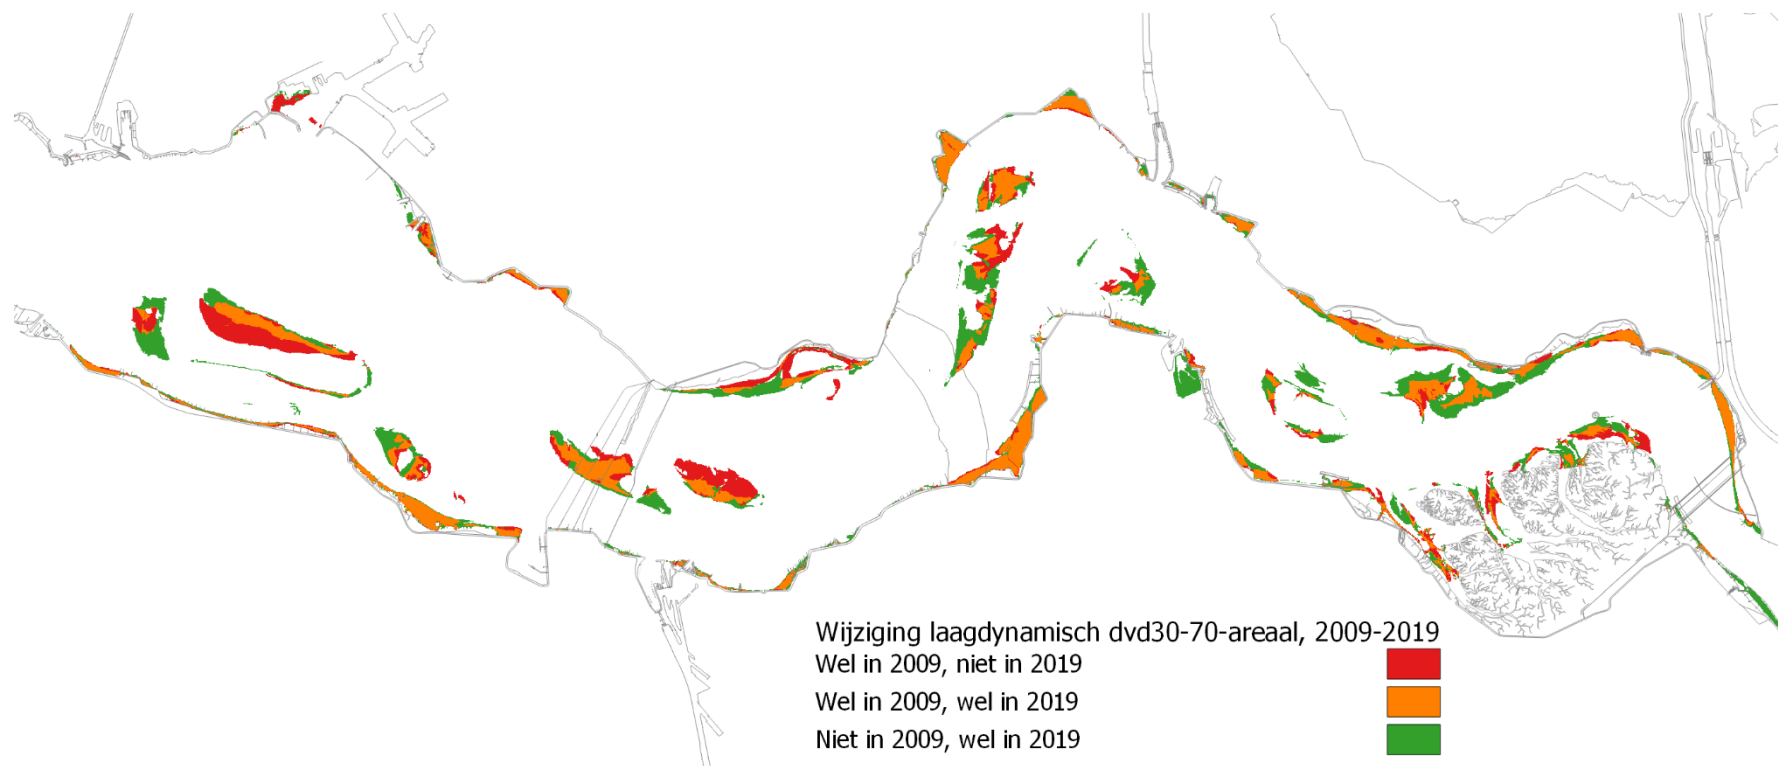 Wijziging laagdynamisch dvd30-70-areaal, 2009-2019
Wel in 2009, niet in 2019
Wel in 2009, wel in 2019
Niet in 2009, wel in 2019